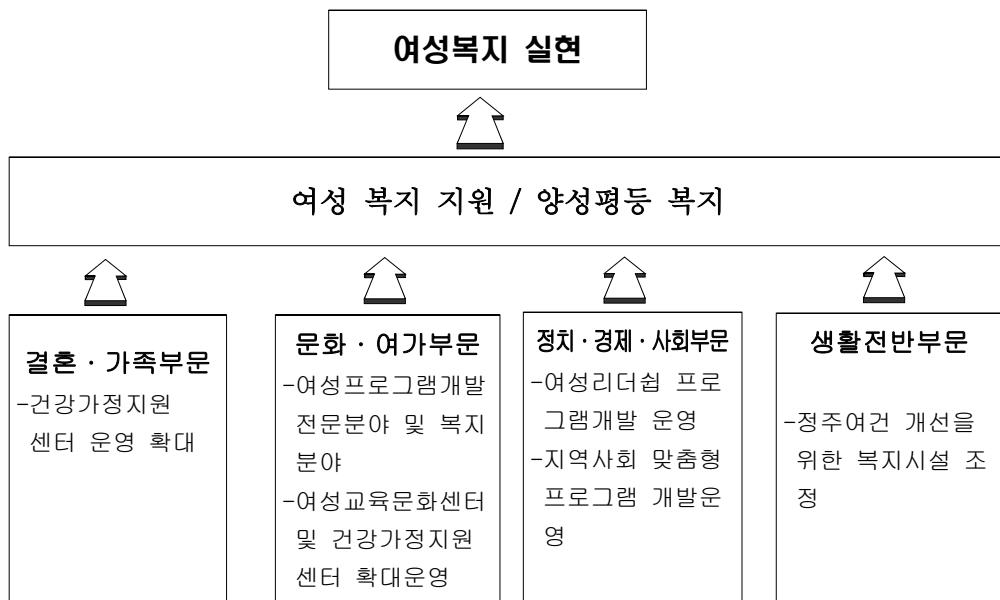 여성복지 실현
여성 복지 지원 / 양성평등 복지
결혼·가족부문
-건강가정지원
센터 운영 확대
문화·여가부문
-여성프로그램개발
전문분야 및 복지
분야
-여성교육문화센터
및 건강가정지원
센터 확대운영
정치·경제·사회부문
-여성리더쉽 프로
그램개발 운영
-지역사회 맞춤형
프로그램 개발운
영
생활전반부문
-정주여건 개선을
위한 복지시설 조
정